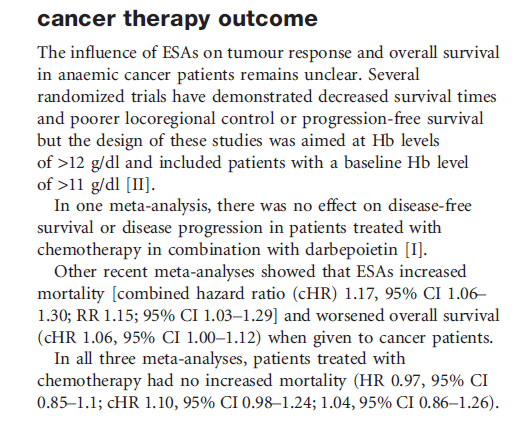 cancer therapy outcome
The influence of ESAs on tumour response and overall survival
in anaemic cancer patients remains unclear. Several
randomized trials have demonstrated decreased survival times
and poorer locoregional control or progression-free survival
but the design of these studies was aimed at Hb levels
of >12 g/dl and included patients with a baseline Hb level
of >11 g/dl [II].
In one meta-analysis, there was no effect on disease-free
survival or disease progression in patients treated with
chemotherapy in combination with darbepoietin [I].
Other recent meta-analyses showed that ESAs increased
mortality [combined hazard ratio (cHR) 1.17, 95% CI 1.06–
1.30; RR 1.15; 95% CI 1.03–1.29] and worsened overall survival
(cHR 1.06, 95% CI 1.00–1.12) when given to cancer patients.
In all three meta-analyses, patients treated with
chemotherapy had no increased mortality (HR 0.97, 95% CI
0.85–1.1; cHR 1.10, 95% CI 0.98–1.24; 1.04, 95% CI 0.86–1.26).